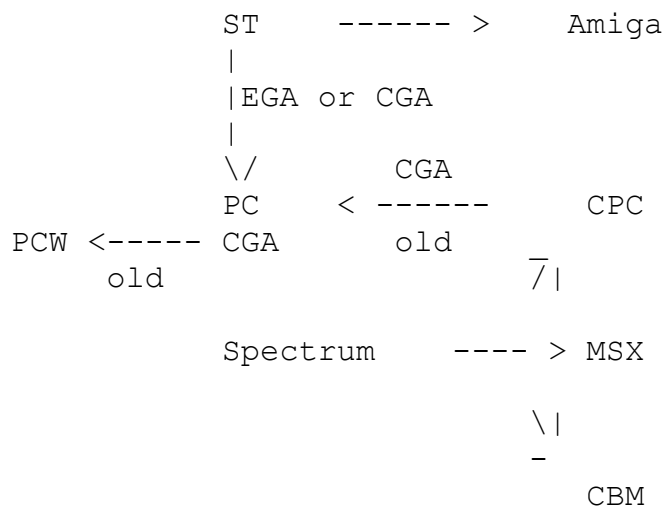 ST ------ > Amiga
|
|EGA or CGA
|
\/ CGA
PC < ------ CPC
PCW <----- CGA old _
old /|
Spectrum ---- > MSX
\|
-
CBM